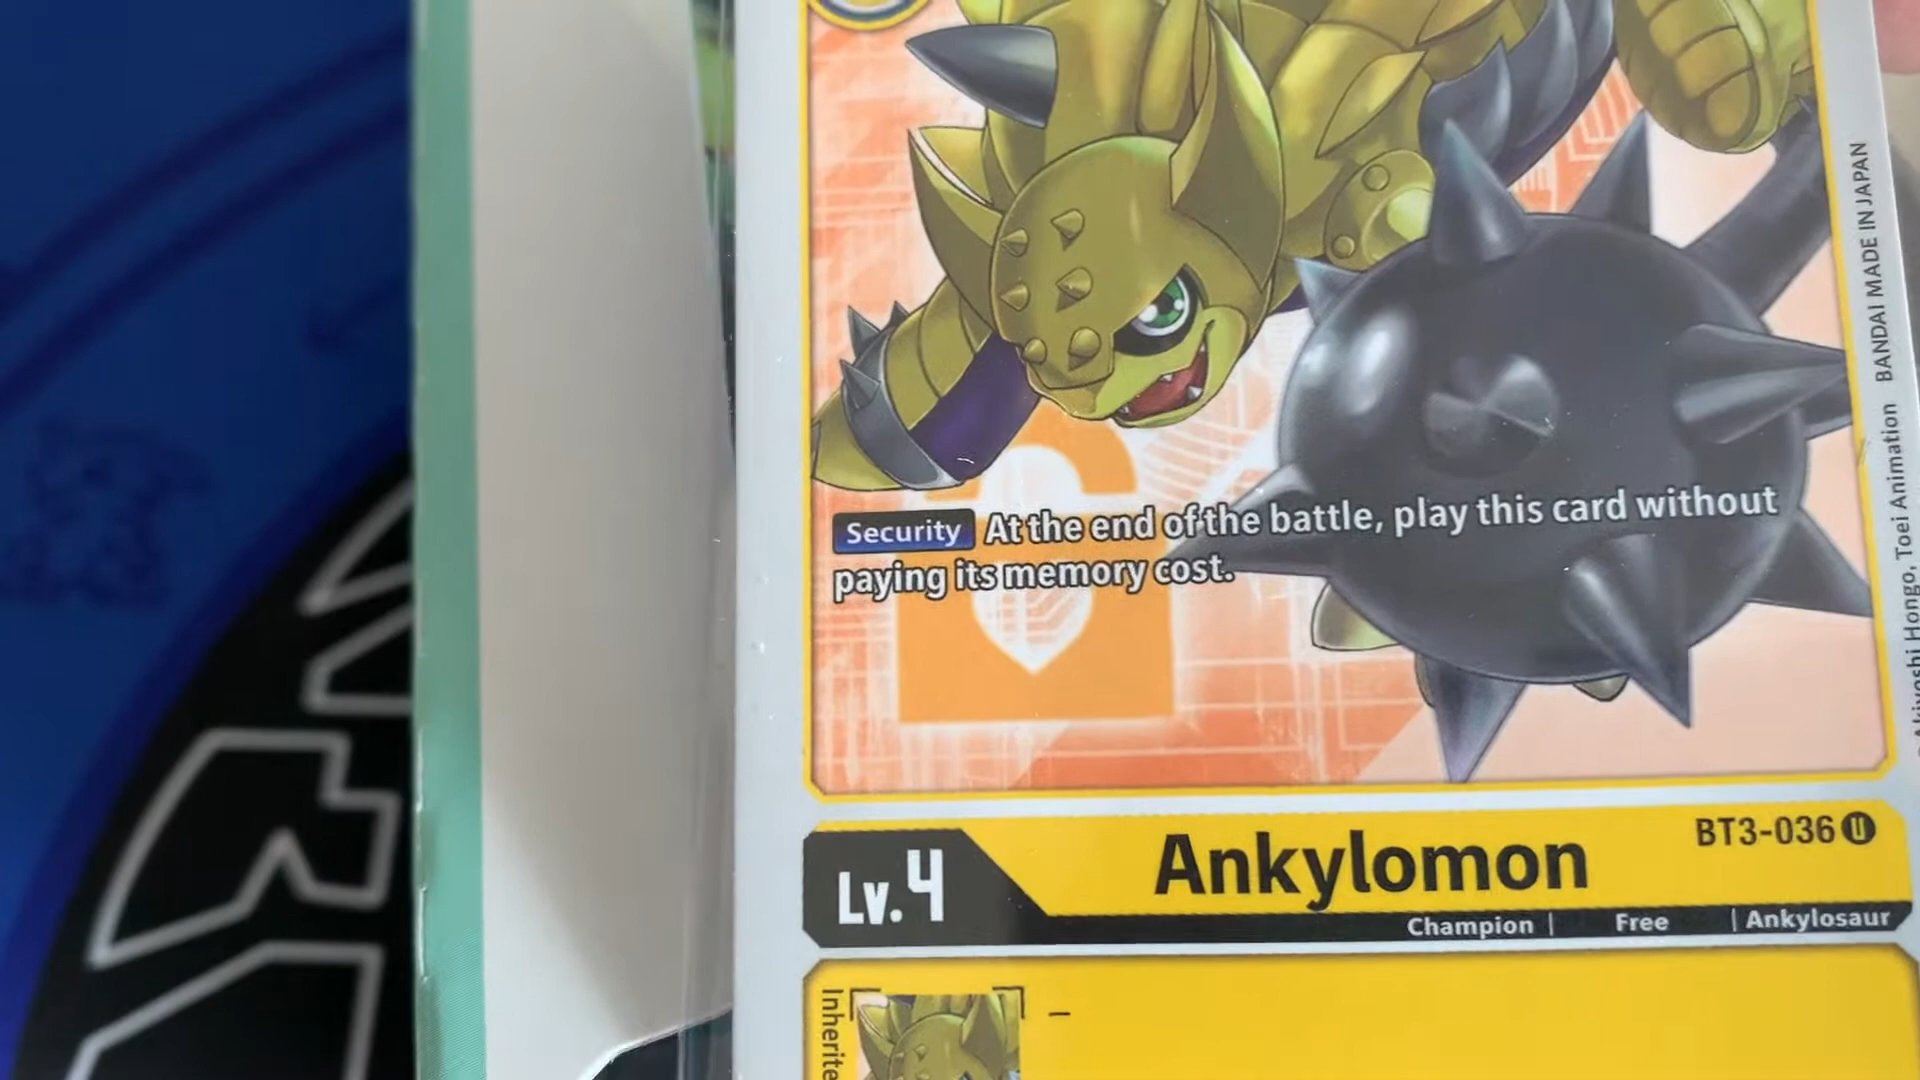 BANDAI MADE IN JAPAN
Hongo, Toei Animation
Security At the end of the battle, play this card without
paying its memory cost.
BT3-036 U
Lv.4 Ankylomon
Champion | Free | Ankylosaur
–